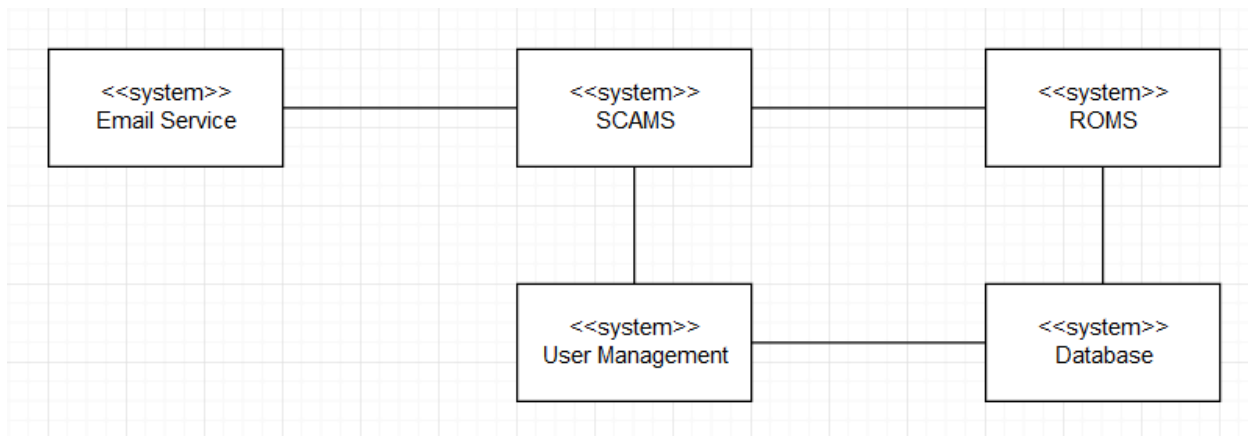 <<system>>
Email Service
<<system>>
SCAMS
<<system>>
ROMS
<<system>>
User Management
<<system>>
Database